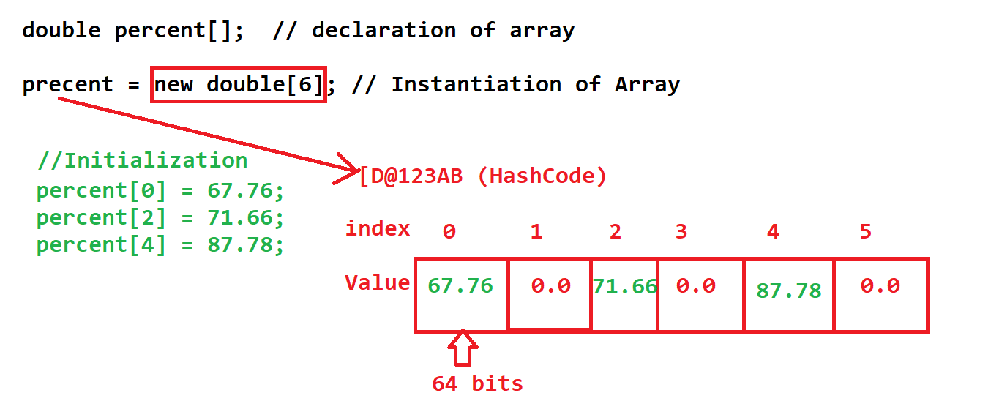 double percent[];  // declaration of array
precent = new double[6]; // Instantiation of Array
//Initialization
percent[0] = 67.76;
percent[2] = 71.66;
percent[4] = 87.78;
[D@123AB (HashCode)
index 0 1 2 3 4 5
Value 67.76 0.0 71.66 0.0 87.78 0.0
64 bits